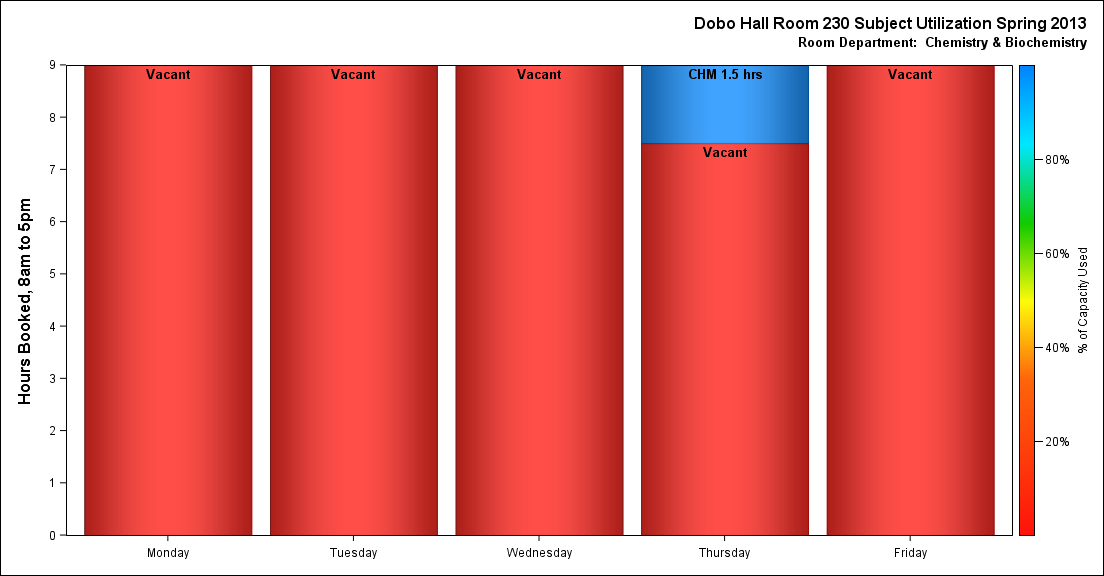 Dobo Hall Room 230 Subject Utilization Spring 2013
Room Department:  Chemistry & Biochemistry
Hours Booked, 8am to 5pm
9
8
7
6
5
4
3
2
1
0
Vacant
Vacant
Vacant
CHM 1.5 hrs
Vacant
Vacant
Monday
Tuesday
Wednesday
Thursday
Friday
80%
60%
40%
20%
% of Capacity Used